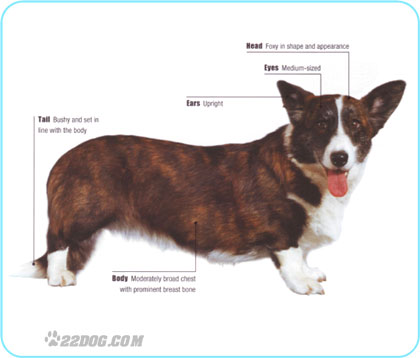 Head Foxy in shape and appearance
Eyes Medium-sized
Ears Upright
Tail Bushy and set in
line with the body
Body Moderately broad chest
with prominent breast bone
22DOG.COM